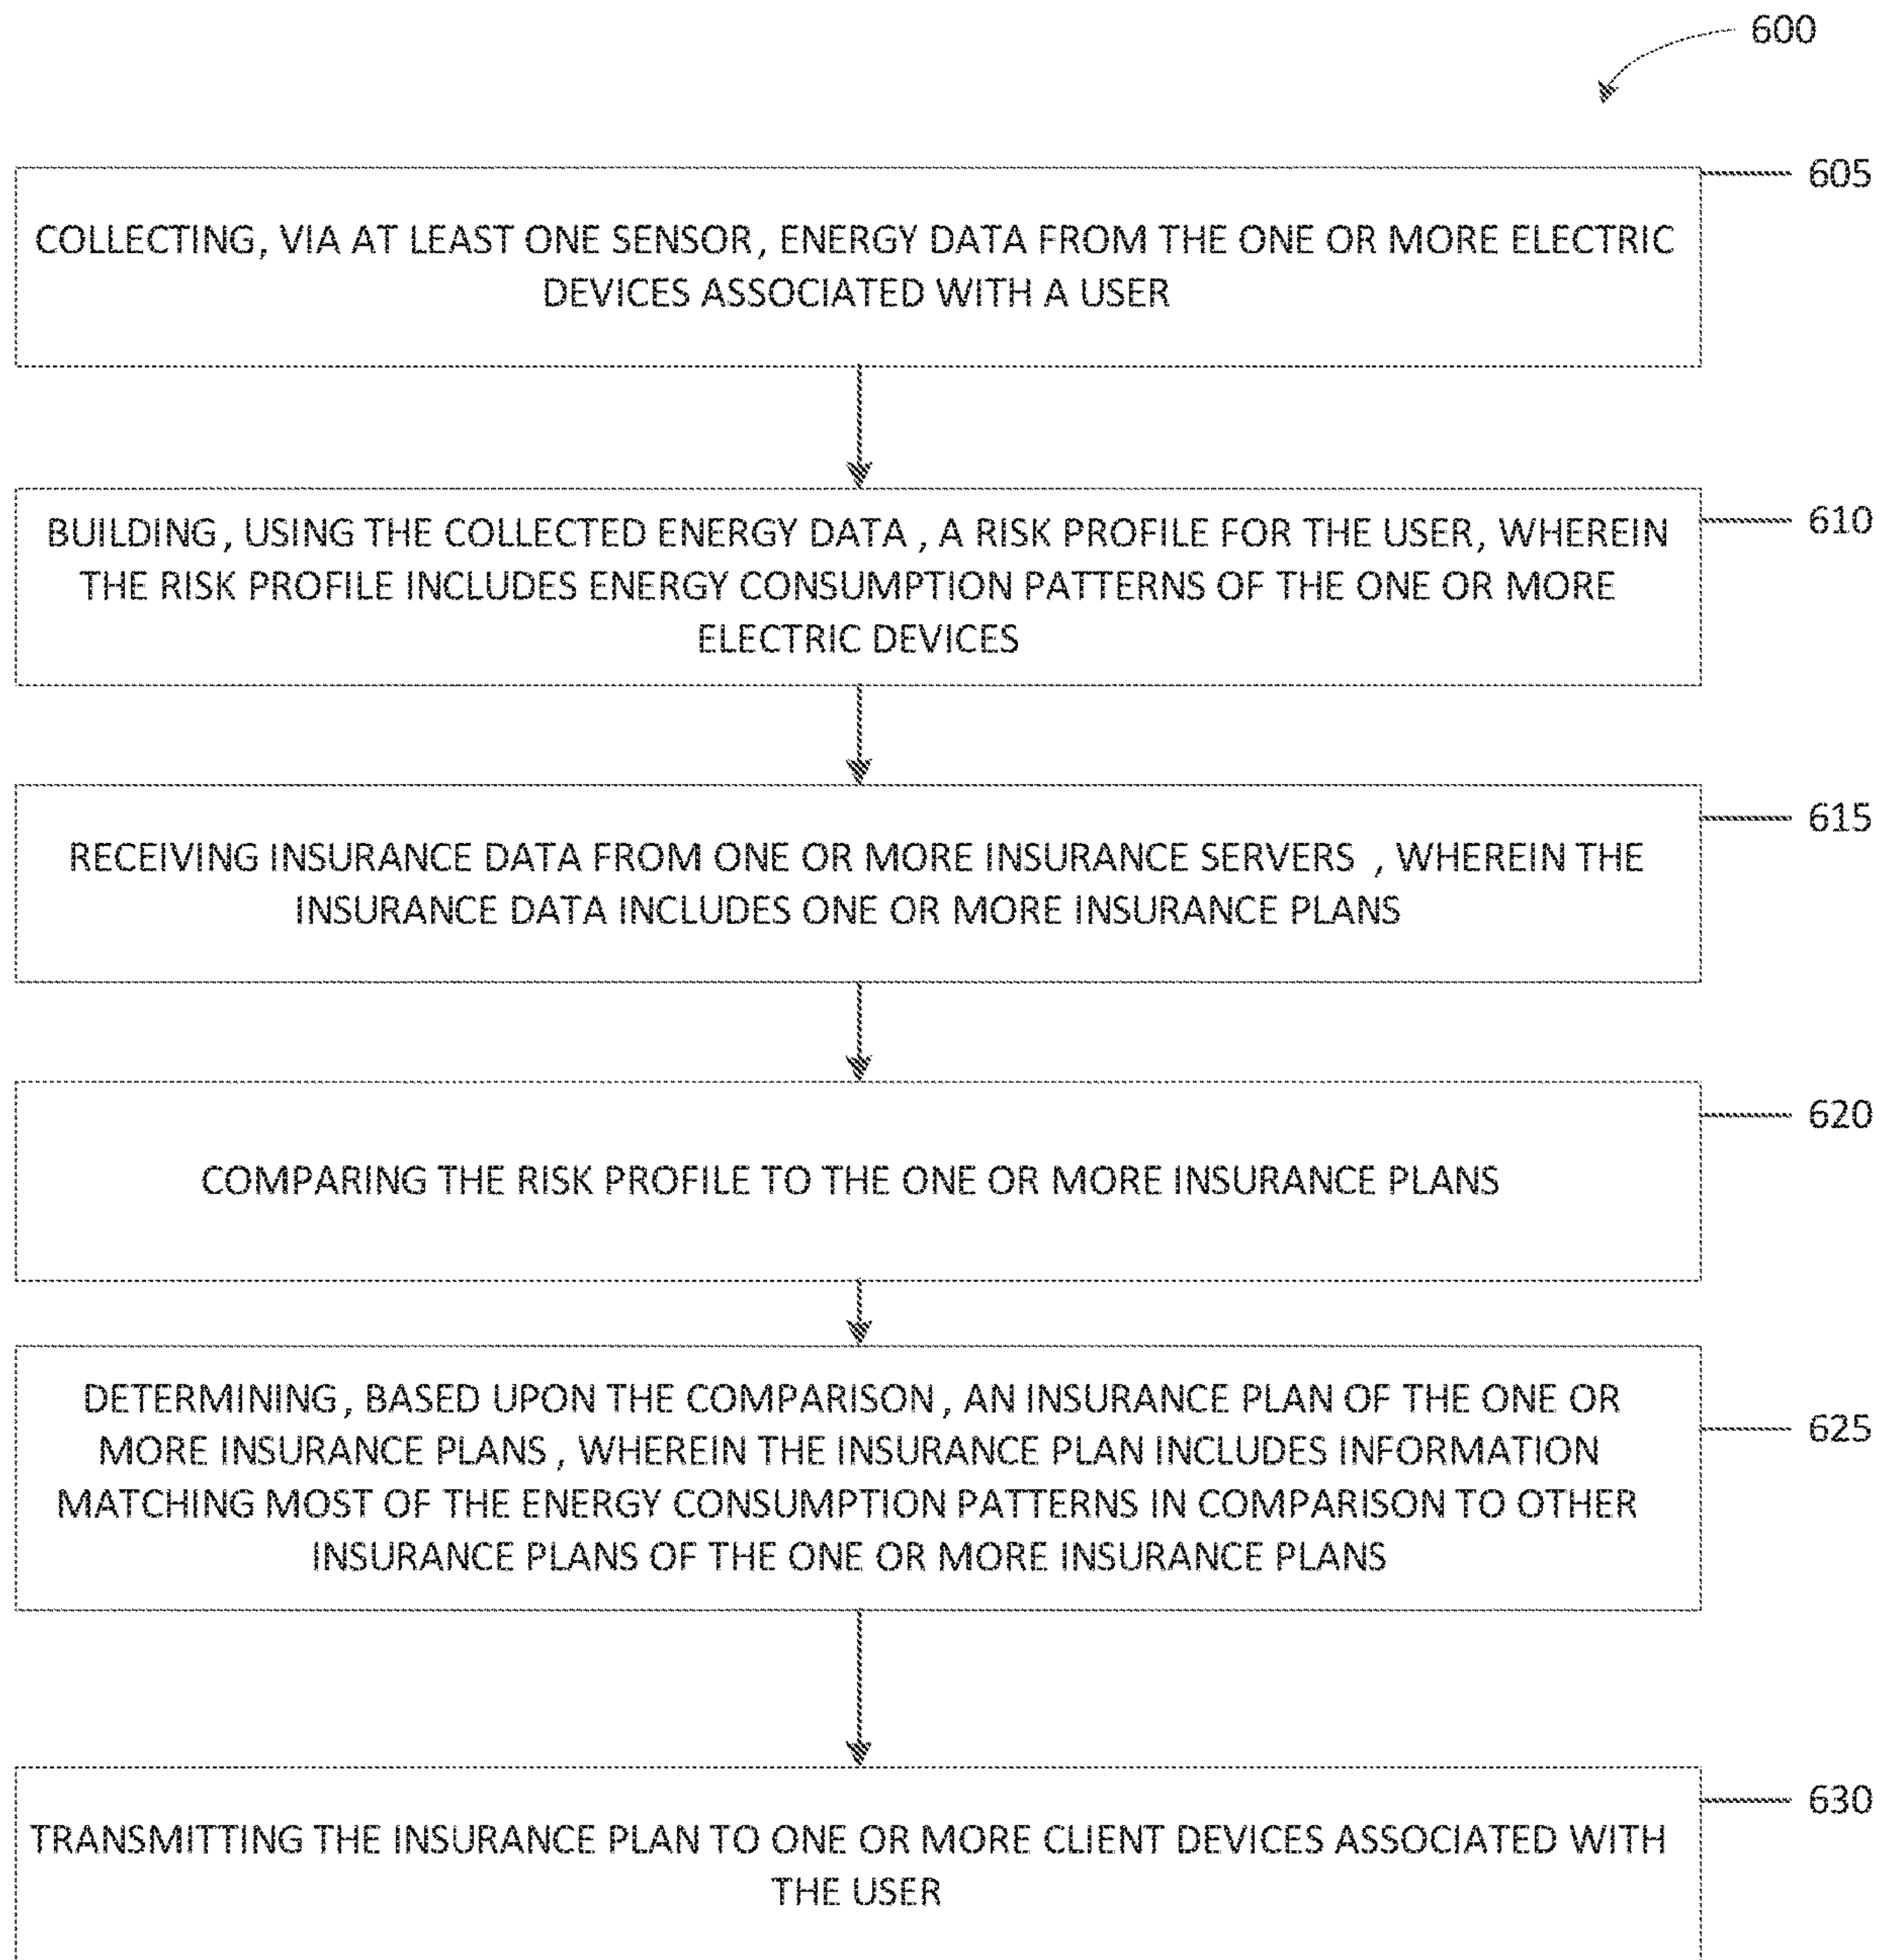 600
605
COLLECTING, VIA AT LEAST ONE SENSOR, ENERGY DATA FROM THE ONE OR MORE ELECTRIC
DEVICES ASSOCIATED WITH A USER
610
BUILDING, USING THE COLLECTED ENERGY DATA , A RISK PROFILE FOR THE USER, WHEREIN
THE RISK PROFILE INCLUDES ENERGY CONSUMPTION PATTERNS OF THE ONE OR MORE
ELECTRIC DEVICES
615
RECEIVING INSURANCE DATA FROM ONE OR MORE INSURANCE SERVERS , WHEREIN THE
INSURANCE DATA INCLUDES ONE OR MORE INSURANCE PLANS
620
COMPARING THE RISK PROFILE TO THE ONE OR MORE INSURANCE PLANS
625
DETERMINING, BASED UPON THE COMPARISON, AN INSURANCE PLAN OF THE ONE OR
MORE INSURANCE PLANS , WHEREIN THE INSURANCE PLAN INCLUDES INFORMATION
MATCHING MOST OF THE ENERGY CONSUMPTION PATTERNS IN COMPARISON TO OTHER
INSURANCE PLANS OF THE ONE OR MORE INSURANCE PLANS
630
TRANSMITTING THE INSURANCE PLAN TO ONE OR MORE CLIENT DEVICES ASSOCIATED WITH
THE USER